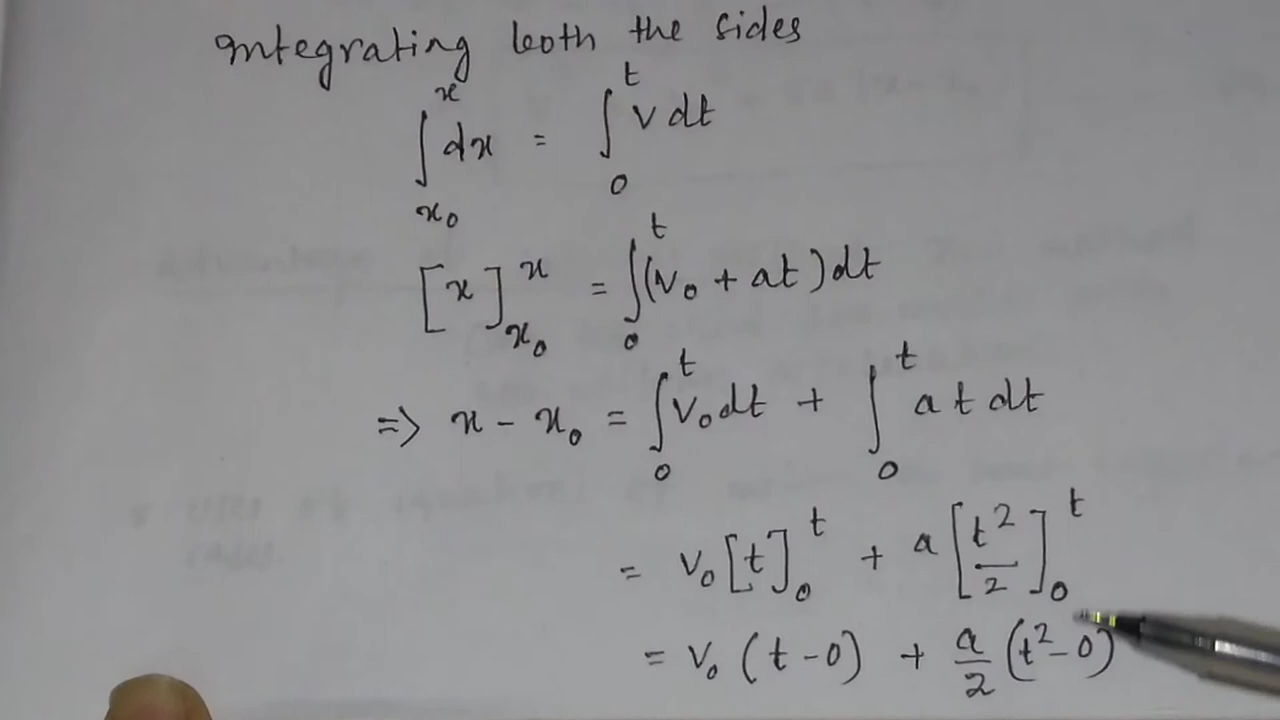 Integrating both the sides
∫_{x₀}^{x} dx = ∫_{0}^{t} v dt
[x]_{x₀}^{x} = ∫_{0}^{t} (v₀ + at) dt
=> x - x₀ = ∫_{0}^{t} v₀ dt + ∫_{0}^{t} a t dt
= v₀ [t]_{0}^{t} + a [t²/2]_{0}^{t}
= v₀ (t - 0) + a/2 (t² - 0)